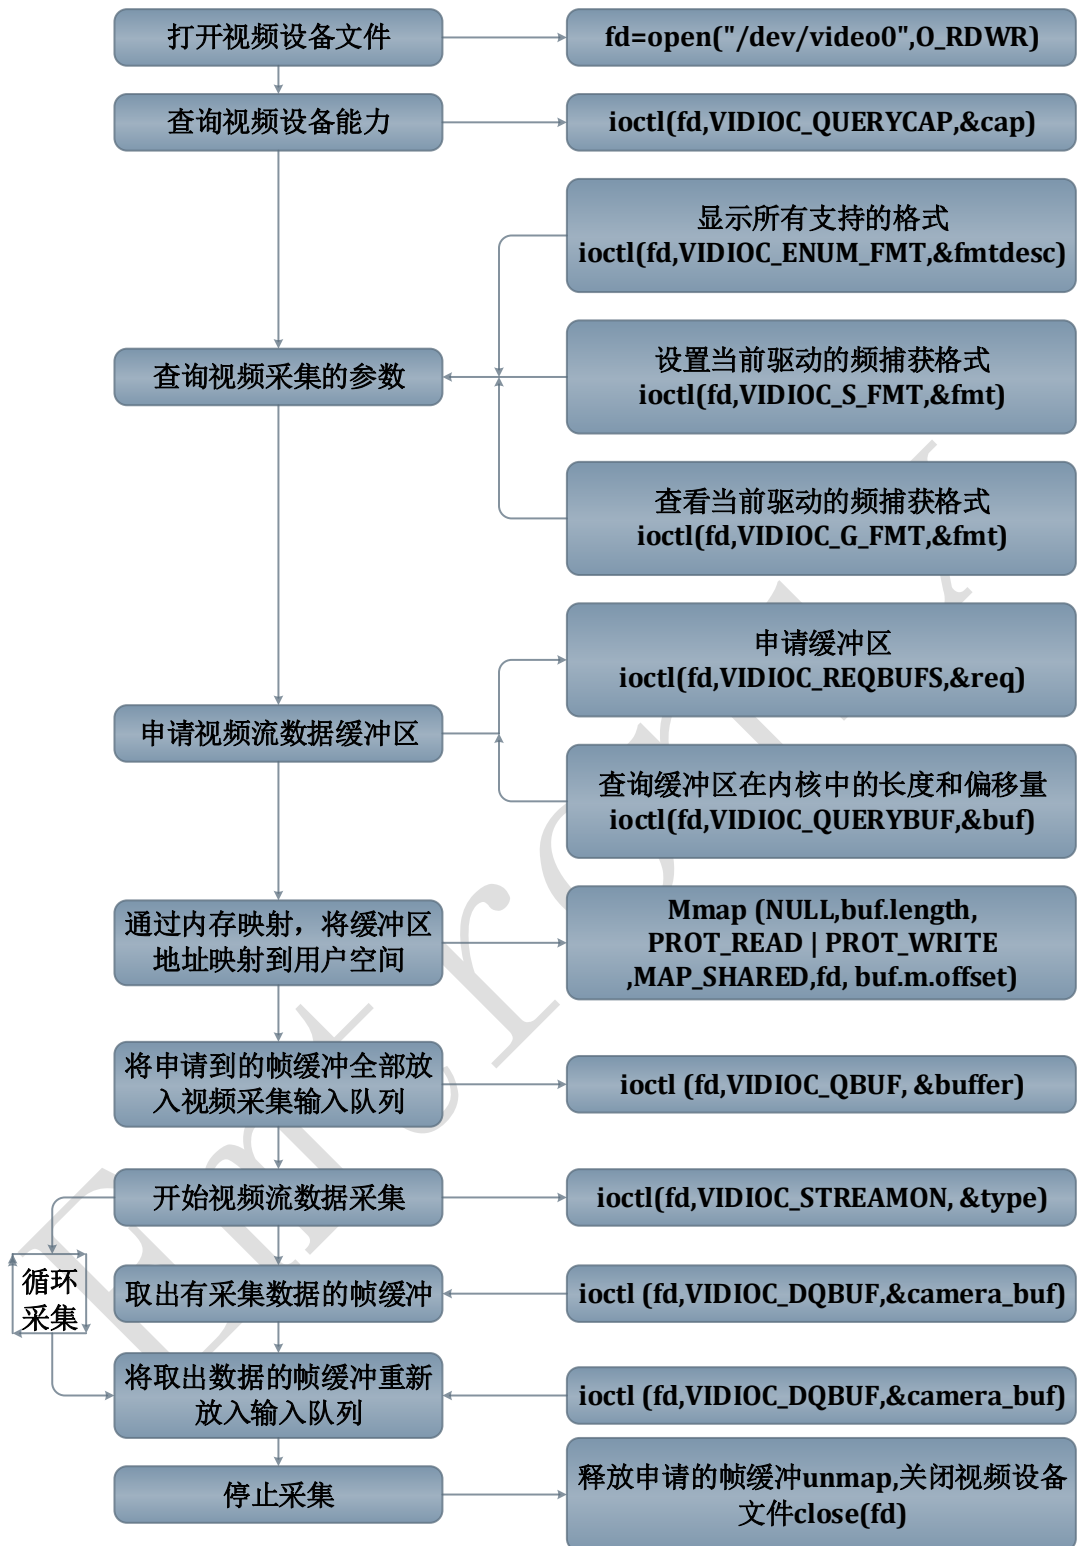 打开视频设备文件
fd=open("/dev/video0",O_RDWR)
查询视频设备能力
ioctl(fd,VIDIOC_QUERYCAP,&cap)
显示所有支持的格式
ioctl(fd,VIDIOC_ENUM_FMT,&fmtdesc)
查询视频采集的参数
设置当前驱动的频捕获格式
ioctl(fd,VIDIOC_S_FMT,&fmt)
查看当前驱动的频捕获格式
ioctl(fd,VIDIOC_G_FMT,&fmt)
申请缓冲区
ioctl(fd,VIDIOC_REQBUFS,&req)
申请视频流数据缓冲区
查询缓冲区在内核中的长度和偏移量
ioctl(fd,VIDIOC_QUERYBUF,&buf)
通过内存映射，将缓冲区
地址映射到用户空间
Mmap (NULL,buf.length,
PROT_READ | PROT_WRITE
,MAP_SHARED,fd, buf.m.offset)
将申请到的帧缓冲全部放
入视频采集输入队列
ioctl (fd,VIDIOC_QBUF, &buffer)
开始视频流数据采集
ioctl(fd,VIDIOC_STREAMON, &type)
循环
采集
取出有采集数据的帧缓冲
ioctl (fd,VIDIOC_DQBUF,&camera_buf)
将取出数据的帧缓冲重新
放入输入队列
ioctl (fd,VIDIOC_DQBUF,&camera_buf)
停止采集
释放申请的帧缓冲unmap,关闭视频设备
文件close(fd)